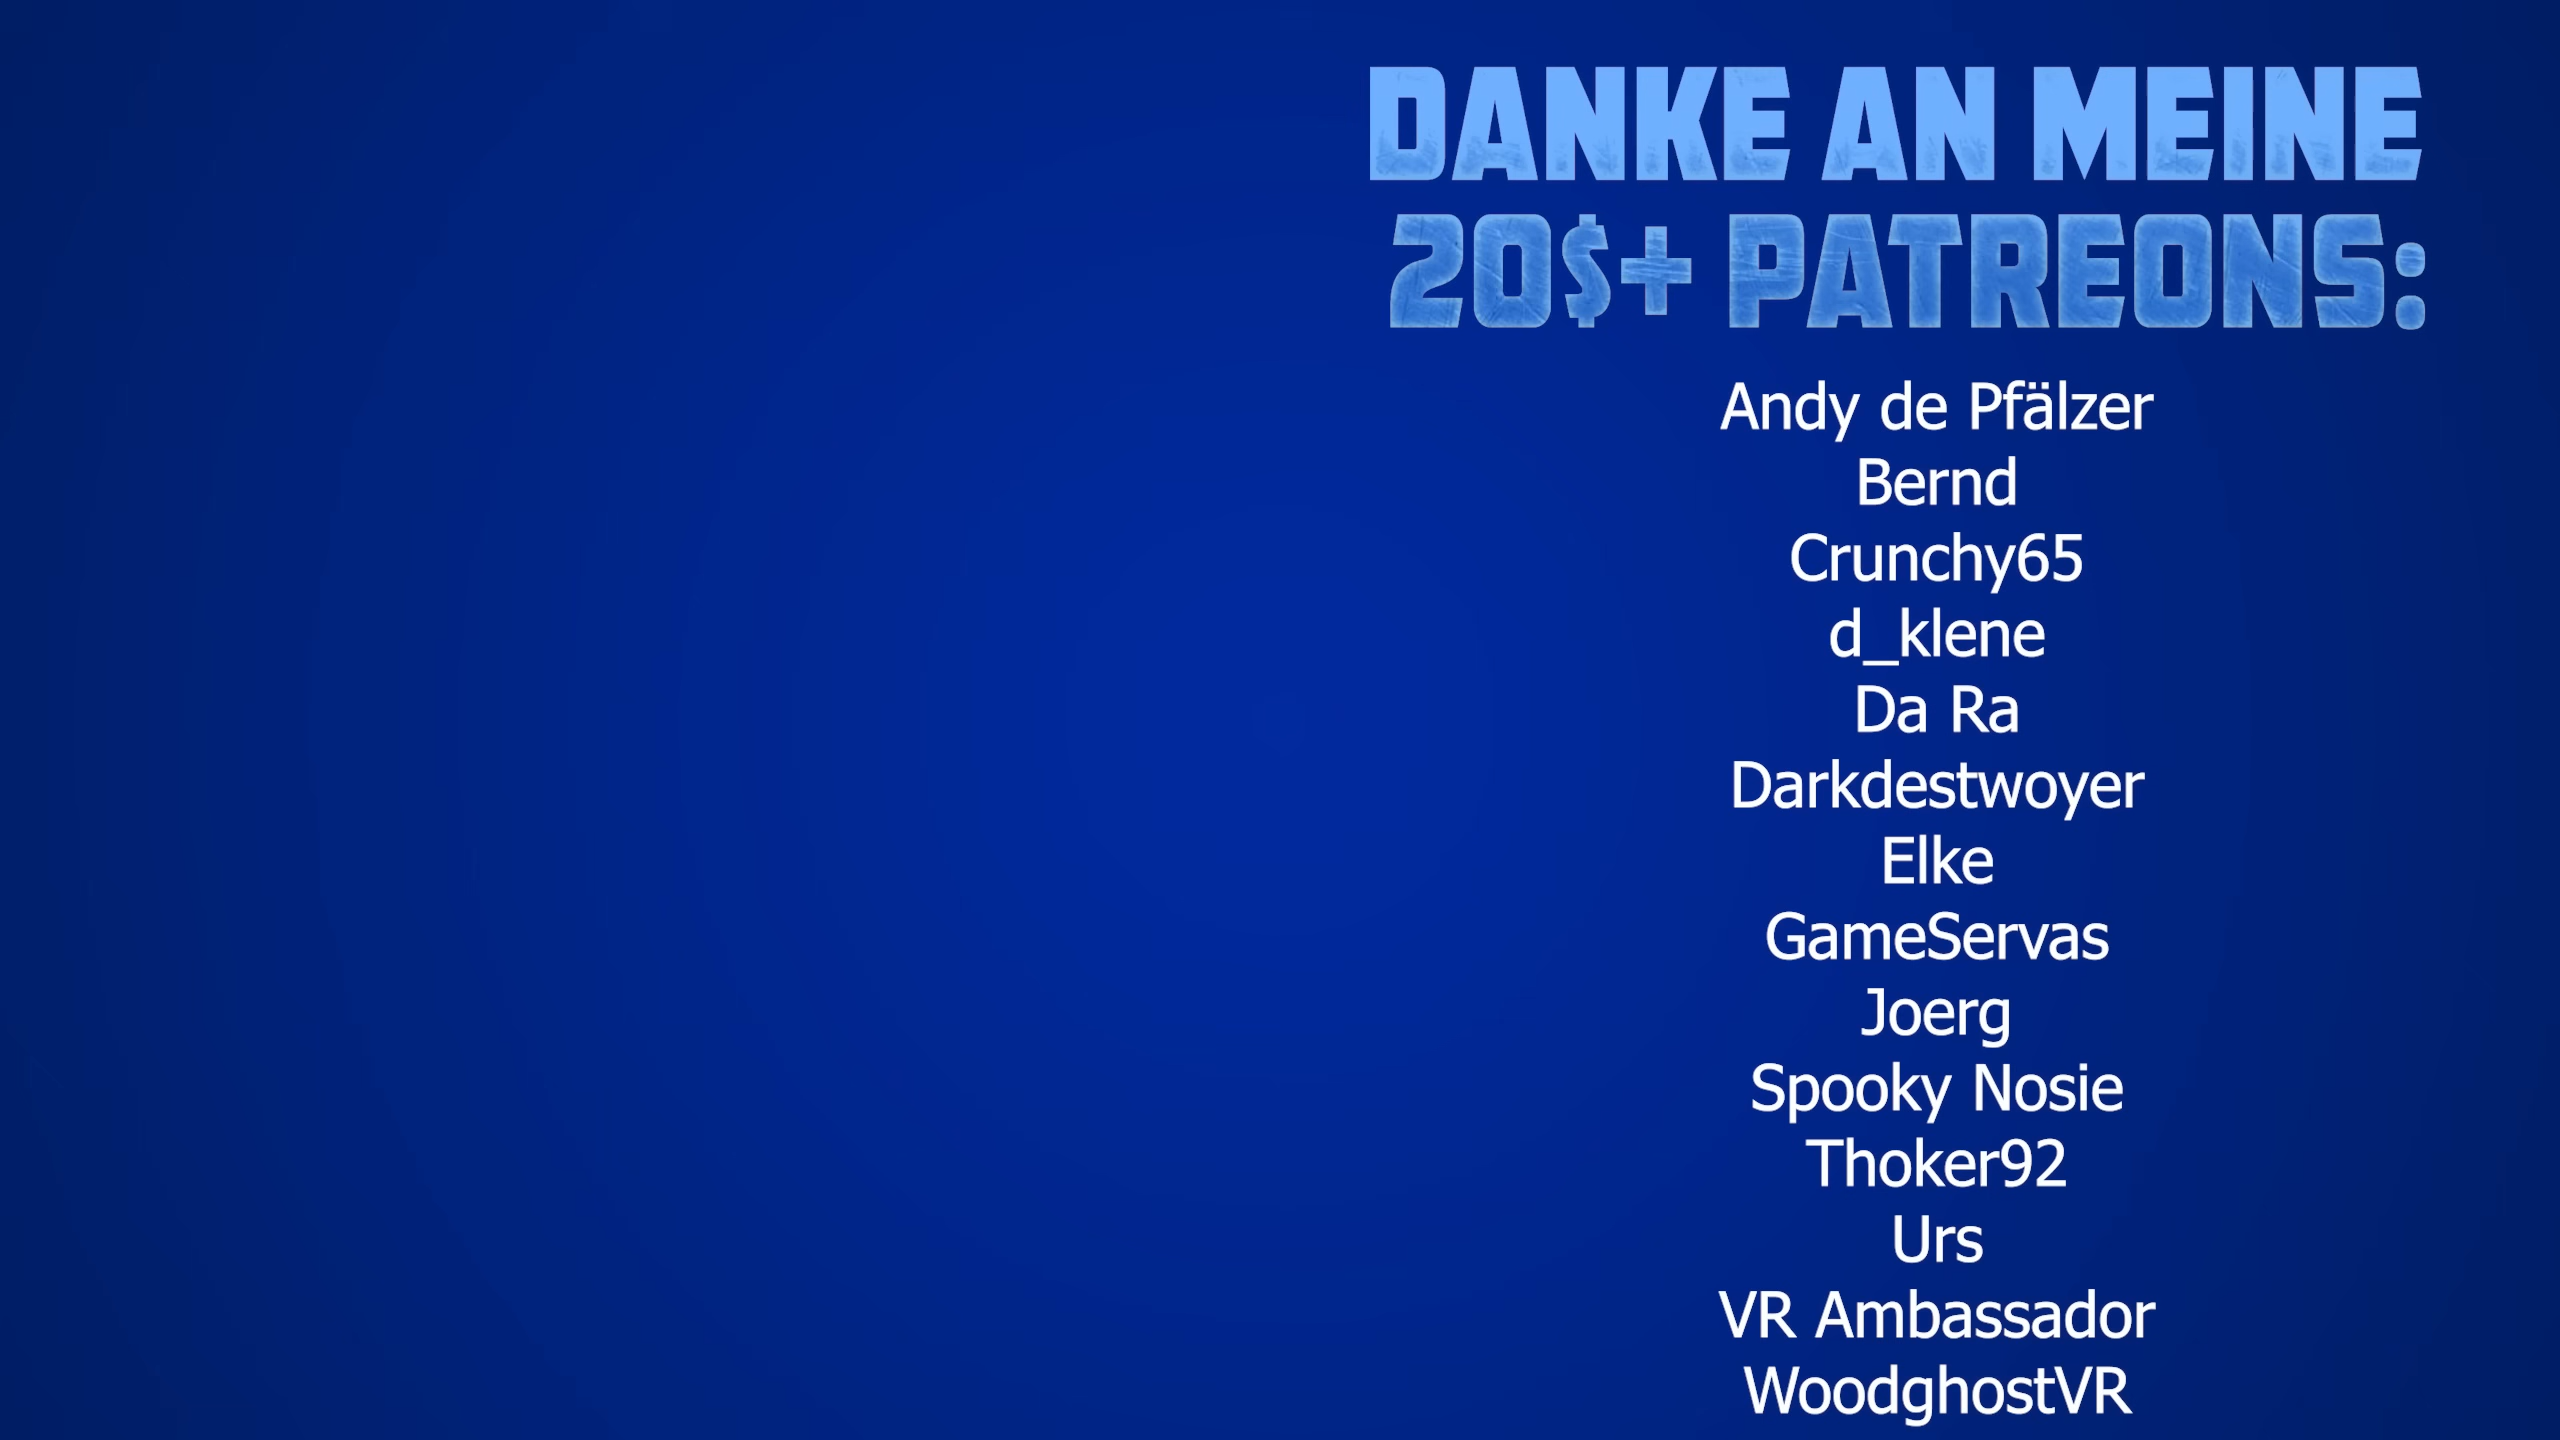 DANKE AN MEINE
20$+ PATREONS:
Andy de Pfälzer
Bernd
Crunchy65
d_klene
Da Ra
Darkdestwoyer
Elke
GameServas
Joerg
Spooky Nosie
Thoker92
Urs
VR Ambassador
WoodghostVR